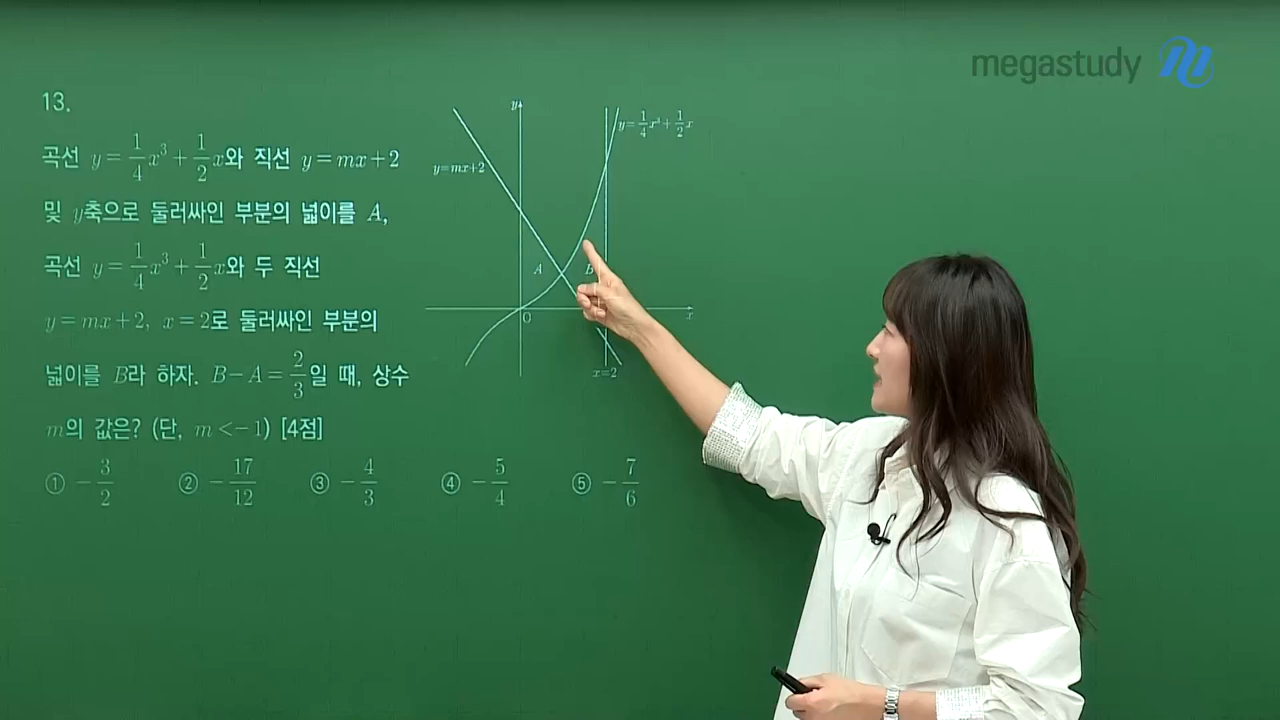 megastudy
13.
곡선 y=1/4x³+1/2x와 직선 y=mx+2
및 y축으로 둘러싸인 부분의 넓이를 A,
곡선 y=1/4x³+1/2x와 두 직선
y=mx+2, x=2로 둘러싸인 부분의
넓이를 B라 하자. B-A=2/3일 때, 상수
m의 값은? (단, m<-1) [4점]
① -3/2 ② -17/12 ③ -4/3 ④ -5/4 ⑤ -7/6
y
y=1/4x³+1/2x
y=mx+2
A
B
O
x
x=2